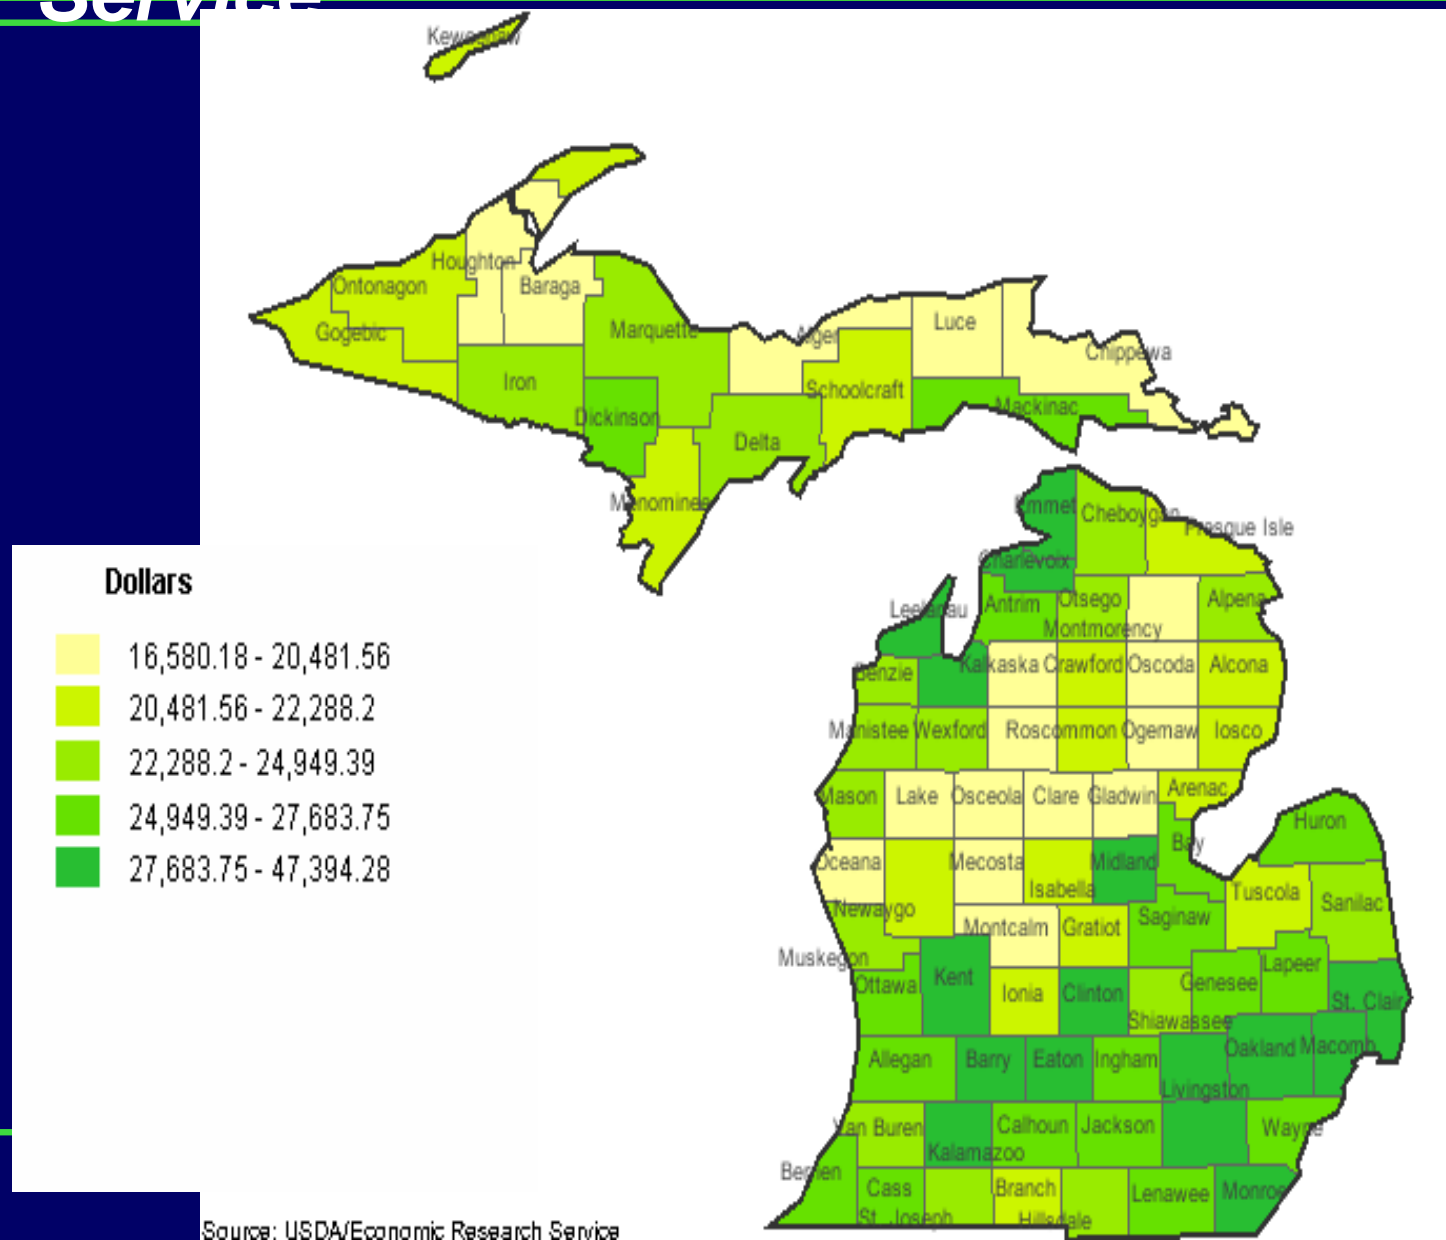 Service
Keweenaw
Houghton
Ontonagon
Baraga
Gogebic
Marquette
Alger
Luce
Chippewa
Iron
Schoolcraft
Dickinson
Mackinac
Delta
Menominee
Emmet
Cheboygan
Presque Isle
Charlevoix
Leelanau
Antrim
Otsego
Alpena
Montmorency
Benzie
Kalkaska
Crawford
Oscoda
Alcona
Manistee
Wexford
Roscommon
Ogemaw
Iosco
Mason
Lake
Osceola
Clare
Gladwin
Arenac
Huron
Bay
Oceana
Mecosta
Isabella
Midland
Tuscola
Sanilac
Newaygo
Montcalm
Gratiot
Saginaw
Muskegon
Ottawa
Kent
Ionia
Clinton
Shiawassee
Genesee
Lapeer
St. Clair
Allegan
Barry
Eaton
Ingham
Livingston
Oakland
Macomb
Van Buren
Kalamazoo
Calhoun
Jackson
Wayne
Berrien
Cass
St. Joseph
Branch
Hillsdale
Lenawee
Monroe
Dollars
16,580.18 - 20,481.56
20,481.56 - 22,288.2
22,288.2 - 24,949.39
24,949.39 - 27,683.75
27,683.75 - 47,394.28
Source: USDA/Economic Research Service